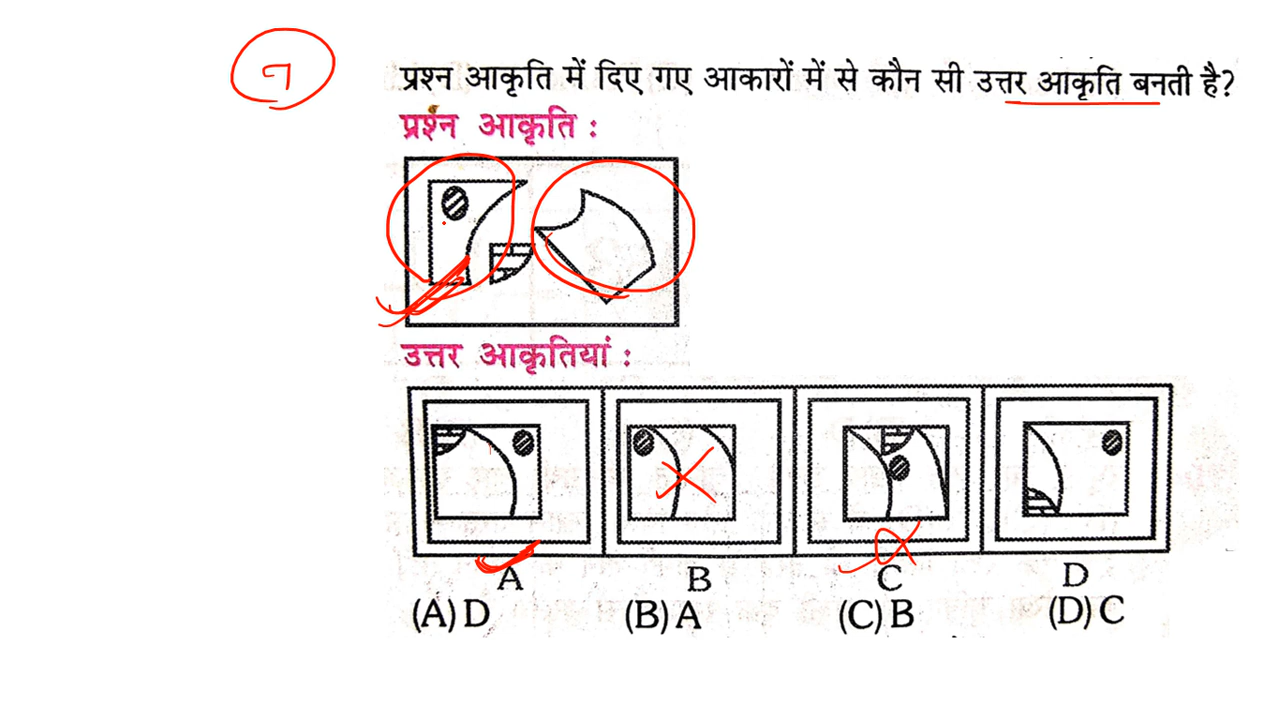 7
प्रश्न आकृति में दिए गए आकारों में से कौन सी उत्तर आकृति बनती है?
प्रश्न आकृति :
उत्तर आकृतियां :
A B C D
(A) D (B) A (C) B (D) C